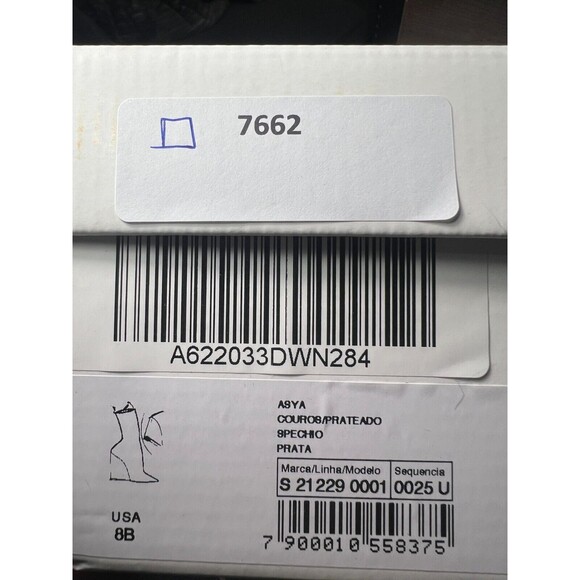 7662
A622033DWN284
ASYA
COUROS/PRATEADO
SPECHIO
PRATA
Marca/Linha/Modelo Sequencia
S 21229 0001 0025 U
USA
8B
7 900010 558375